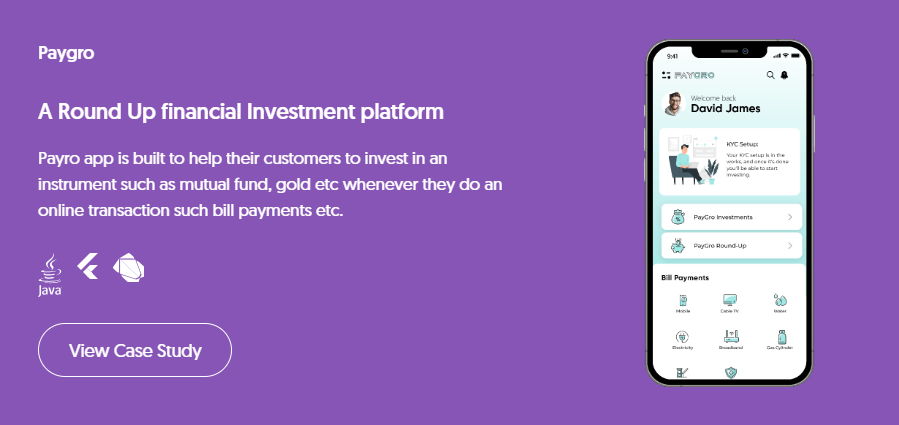 Paygro
A Round Up financial Investment platform
Payro app is built to help their customers to invest in an
instrument such as mutual fund, gold etc whenever they do an
online transaction such bill payments etc.
Java
View Case Study
9:41
PAYGRO
Welcome back
David James
KYC Setup:
Your KYC setup is in the
works, and once it's done
you'll be able to start
investing.
PayGro Investments
PayGro Round-Up
Bill Payments
Mobile
Cable TV
Water
Electricity
Broadband
Gas Cylinder